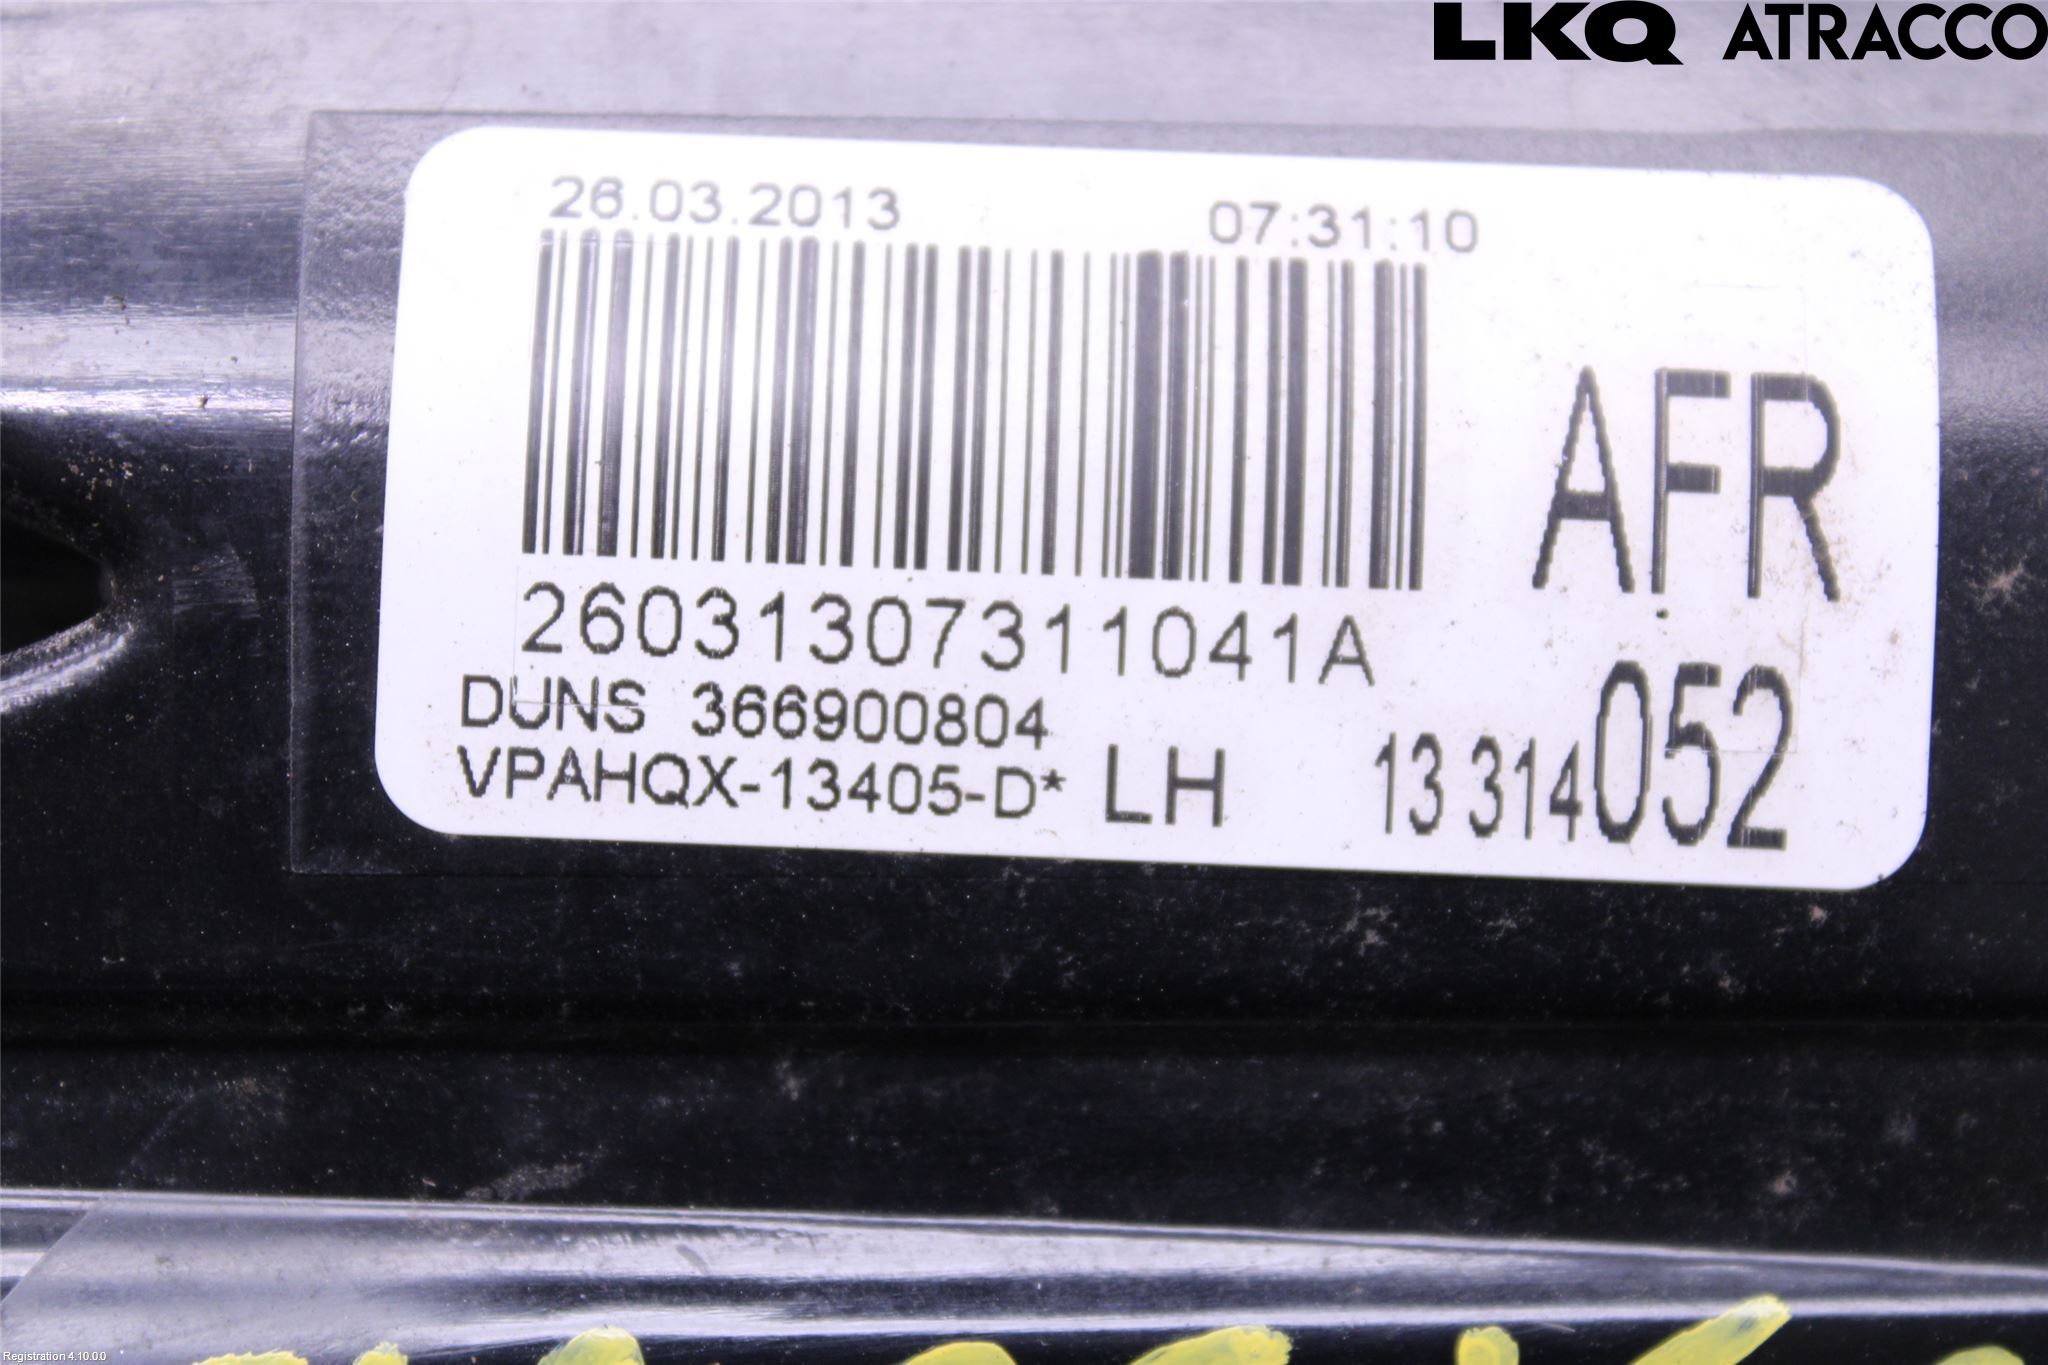 LKQ ATRACCO
26.03.2013 07:31:10
AFR
26031307311041A
DUNS 366900804
VPAHQX-13405-D* LH 13 314052
Registration 4.10.0.0